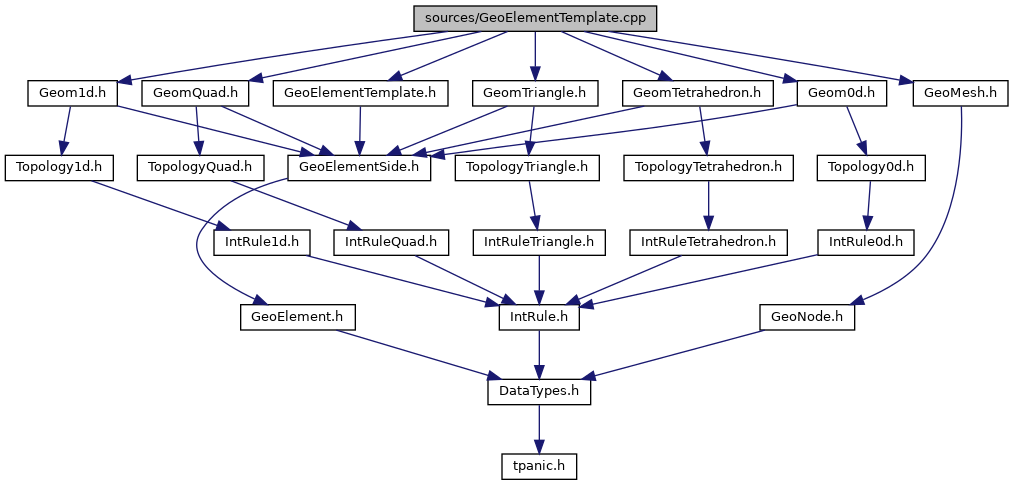 sources/GeoElementTemplate.cpp
Geom1d.h
GeomQuad.h
GeoElementTemplate.h
GeomTriangle.h
GeomTetrahedron.h
Geom0d.h
GeoMesh.h
Topology1d.h
TopologyQuad.h
GeoElementSide.h
TopologyTriangle.h
TopologyTetrahedron.h
Topology0d.h
IntRule1d.h
IntRuleQuad.h
IntRuleTriangle.h
IntRuleTetrahedron.h
IntRule0d.h
GeoElement.h
IntRule.h
GeoNode.h
DataTypes.h
tpanic.h